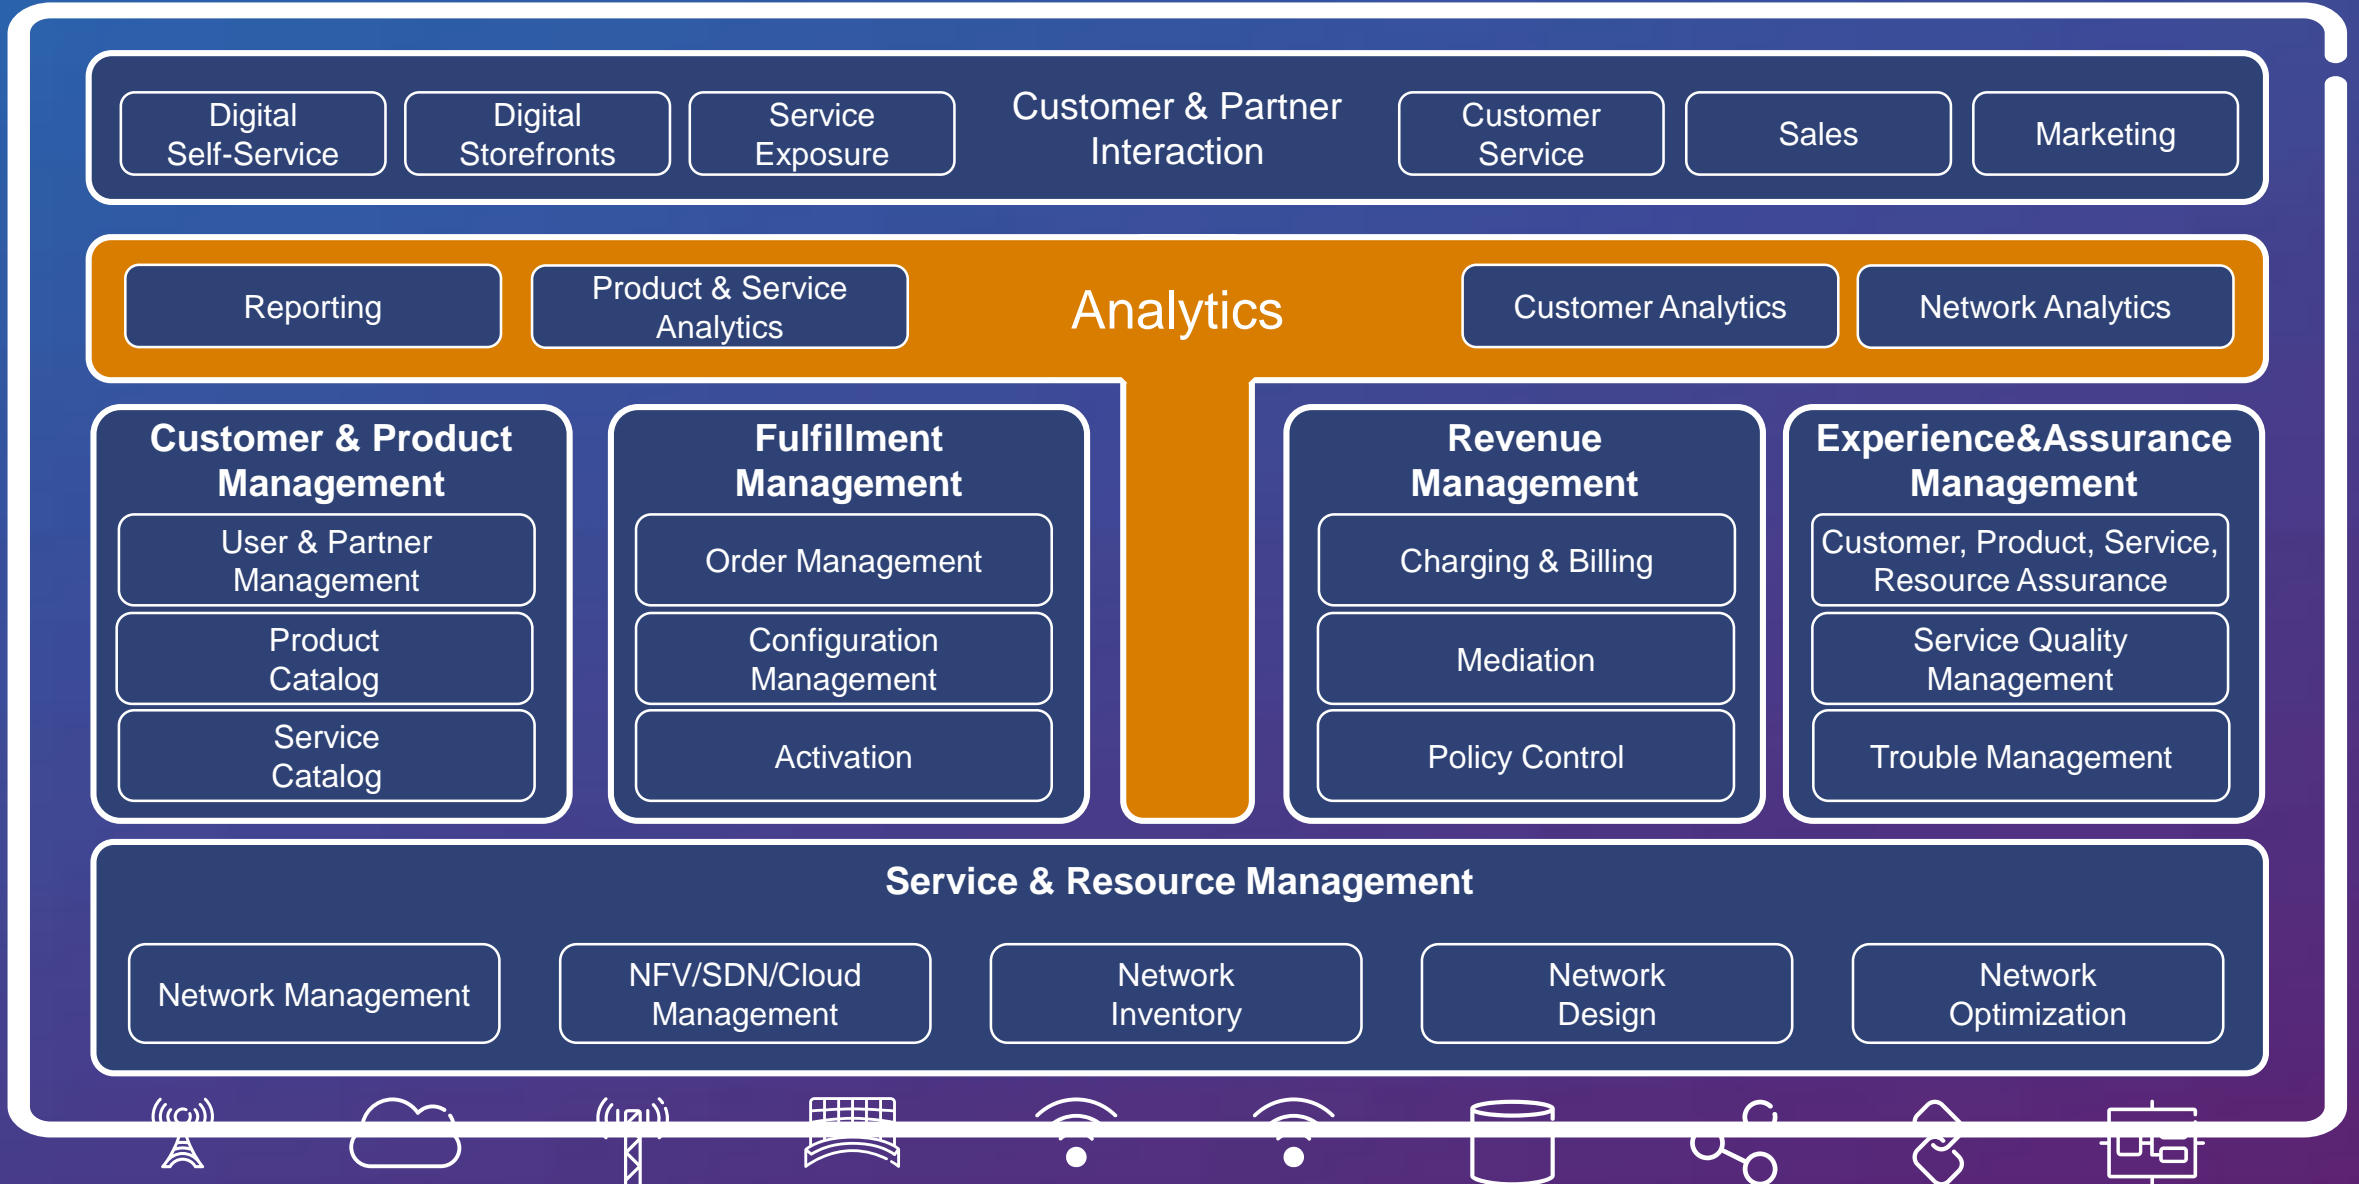 Digital
Self-Service
Digital
Storefronts
Service
Exposure
Customer & Partner
Interaction
Customer
Service
Sales
Marketing
Reporting
Product & Service
Analytics
Analytics
Customer Analytics
Network Analytics
Customer & Product
Management
User & Partner
Management
Product
Catalog
Service
Catalog
Fulfillment
Management
Order Management
Configuration
Management
Activation
Revenue
Management
Charging & Billing
Mediation
Policy Control
Experience&Assurance
Management
Customer, Product, Service,
Resource Assurance
Service Quality
Management
Trouble Management
Service & Resource Management
Network Management
NFV/SDN/Cloud
Management
Network
Inventory
Network
Design
Network
Optimization